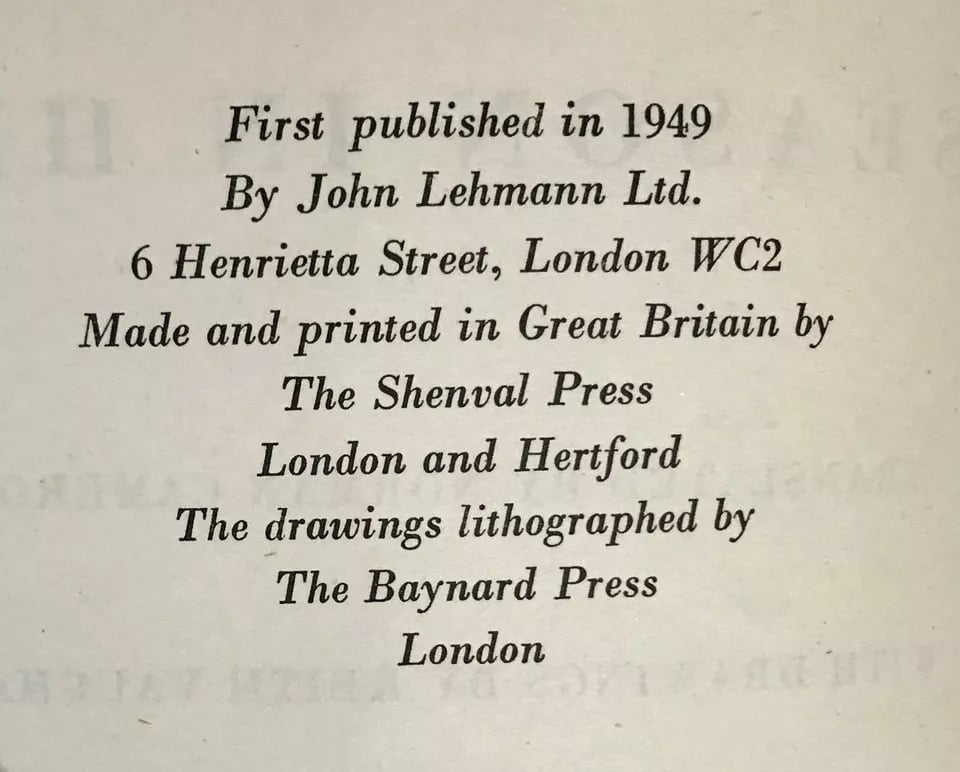 First published in 1949
By John Lehmann Ltd.
6 Henrietta Street, London WC2
Made and printed in Great Britain by
The Shenval Press
London and Hertford
The drawings lithographed by
The Baynard Press
London